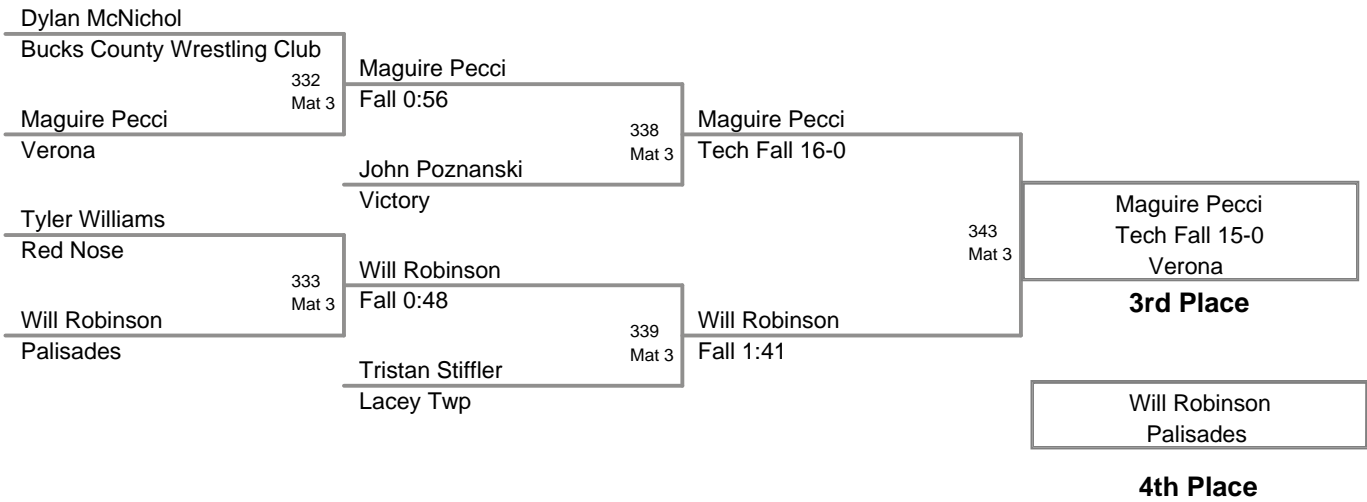 Dylan McNichol
Bucks County Wrestling Club
332
Mat 3
Maguire Pecci
Verona
Maguire Pecci
Fall 0:56
338
Mat 3
John Poznanski
Victory
Maguire Pecci
Tech Fall 16-0
Tyler Williams
Red Nose
333
Mat 3
Will Robinson
Palisades
Will Robinson
Fall 0:48
339
Mat 3
Tristan Stiffler
Lacey Twp
Will Robinson
Fall 1:41
343
Mat 3
Maguire Pecci
Tech Fall 15-0
Verona
3rd Place
Will Robinson
Palisades
4th Place